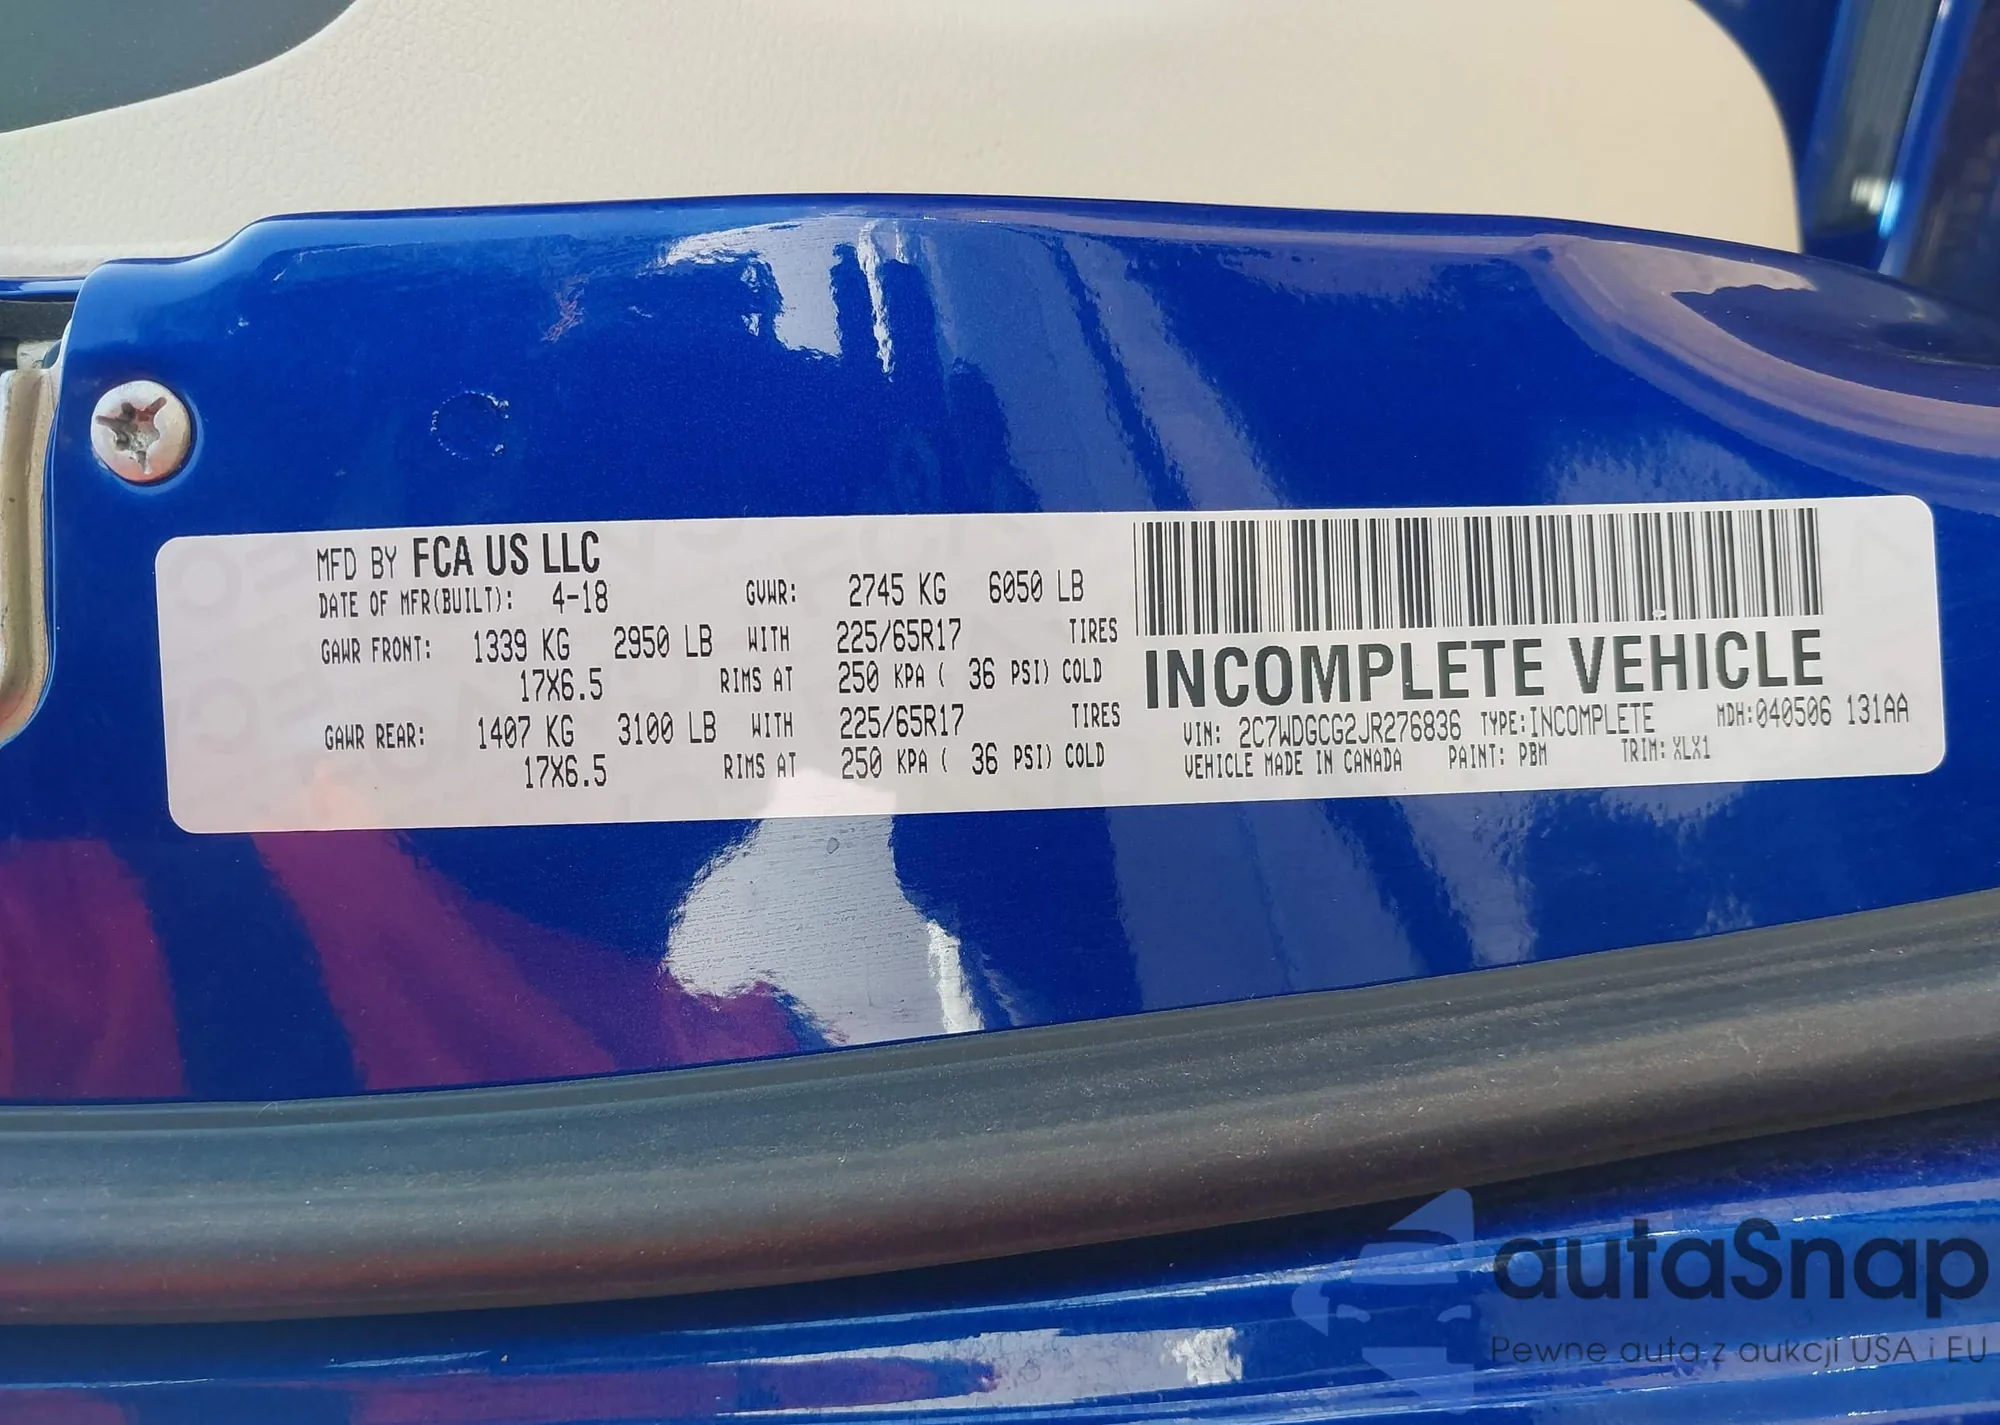 MFD BY FCA US LLC
DATE OF MFR(BUILT): 4-18 GVWR: 2745 KG 6050 LB
GAWR FRONT: 1339 KG 2950 LB WITH 225/65R17 TIRES
17X6.5 RIMS AT 250 KPA ( 36 PSI) COLD
GAWR REAR: 1407 KG 3100 LB WITH 225/65R17 TIRES
17X6.5 RIMS AT 250 KPA ( 36 PSI) COLD
INCOMPLETE VEHICLE
VIN: 2C7WDGCG2JR276836 TYPE:INCOMPLETE MDH:040506 131AA
VEHICLE MADE IN CANADA PAINT: PBM TRIM: XLX1
autaSnap
Pewne auta z aukcji USA i EU